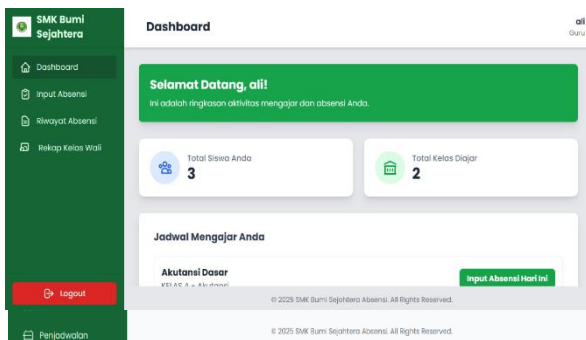 SMK Bumi
Sejahtera
Dashboard
ali
Guru
Dashboard
Input Absensi
Riwayat Absensi
Rekap Kelas Wali
Logout
Selamat Datang, ali!
Ini adalah ringkasan aktivitas mengajar dan absensi Anda.
Total Siswa Anda
3
Total Kelas Diajar
2
Jadwal Mengajar Anda
Akutansi Dasar
KELAS A - Akutansi
Input Absensi Hari Ini
© 2025 SMK Bumi Sejahtera Absensi. All Rights Reserved.
Penjadwalan
© 2025 SMK Bumi Sejahtera Absensi. All Rights Reserved.